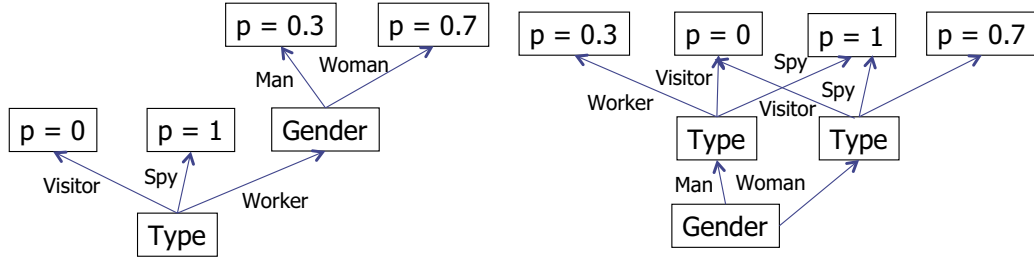 p = 0.3
p = 0.7
Man
Woman
p = 0
p = 1
Gender
Visitor
Spy
Worker
Type
p = 0.3
p = 0
p = 1
p = 0.7
Visitor
Spy
Worker
Visitor
Spy
Type
Type
Man
Woman
Gender